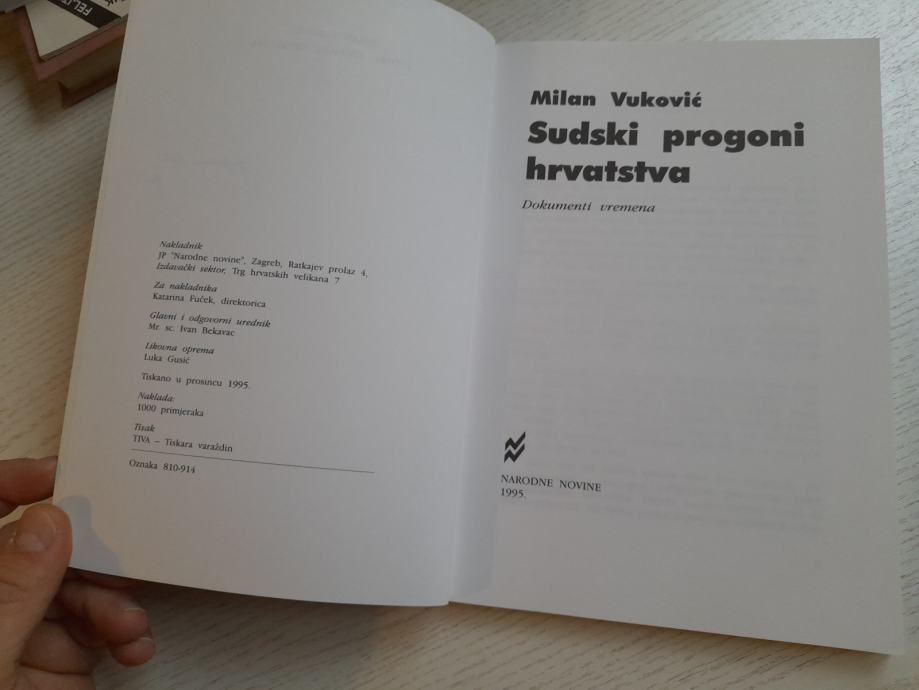 FELIX
Nakladnik
JP "Narodne novine", Zagreb, Ratkajev prolaz 4,
Izdavački sektor, Trg hrvatskih velikana 7
Za nakladnika
Katarina Fuček, direktorica
Glavni i odgovorni urednik
Mr. sc. Ivan Bekavac
Likovna oprema
Luka Gusić
Tiskano u prosincu 1995.
Naklada:
1000 primjeraka
Tisak
TIVA – Tiskara varaždin
Oznaka 810-914
Milan Vuković
Sudski progoni
hrvatstva
Dokumenti vremena
NARODNE NOVINE
1995.